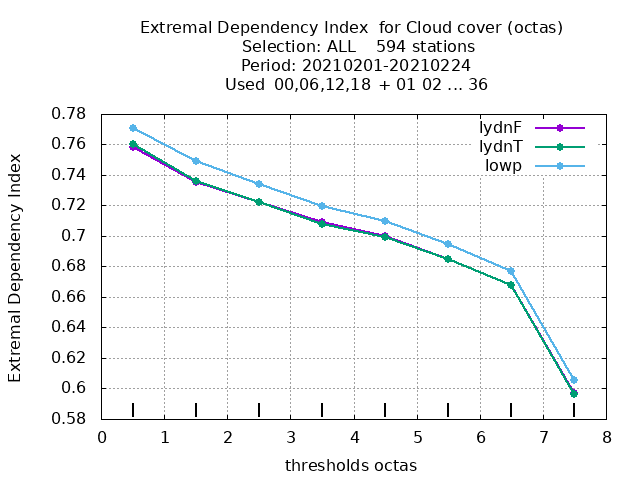 Extremal Dependency Index  for Cloud cover (octas)
Selection: ALL    594 stations
Period: 20210201-20210224
Used  00,06,12,18  + 01 02 ... 36
lydnF
lydnT
lowp
Extremal Dependency Index
0.78
0.76
0.74
0.72
0.7
0.68
0.66
0.64
0.62
0.6
0.58
0 1 2 3 4 5 6 7 8
thresholds octas